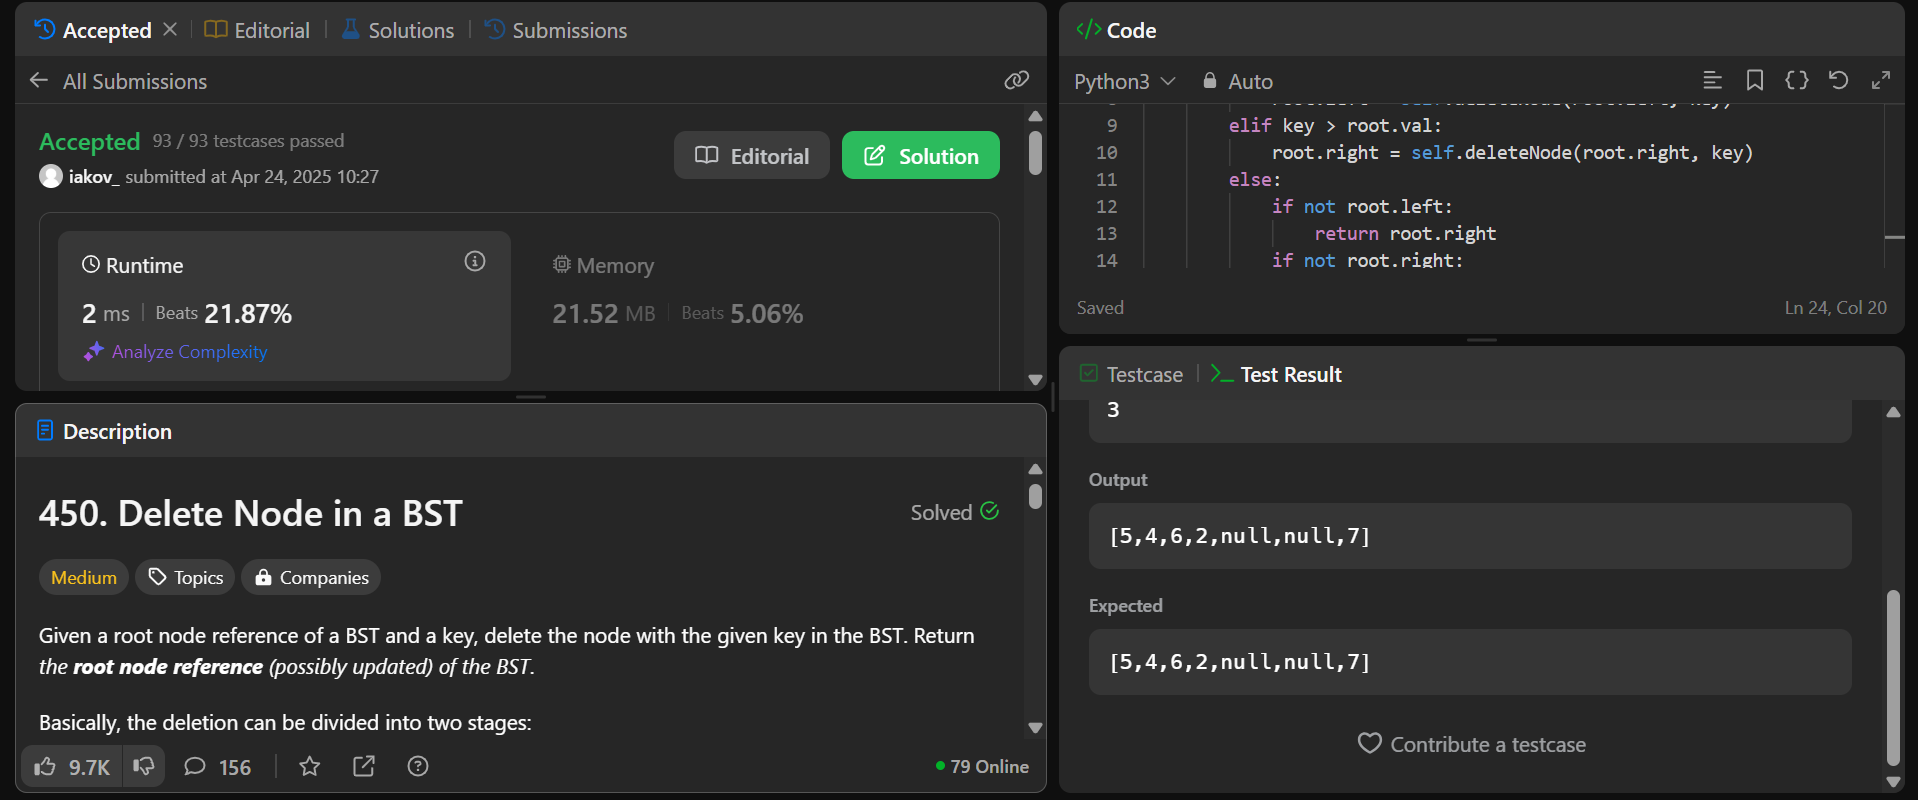 Accepted
Editorial
Solutions
Submissions
All Submissions
Accepted 93 / 93 testcases passed
iakov_ submitted at Apr 24, 2025 10:27
Editorial
Solution
Runtime
2 ms Beats 21.87%
Analyze Complexity
Memory
21.52 MB Beats 5.06%
Description
450. Delete Node in a BST
Solved
Medium
Topics
Companies
Given a root node reference of a BST and a key, delete the node with the given key in the BST. Return
the root node reference (possibly updated) of the BST.
Basically, the deletion can be divided into two stages:
9.7K
156
79 Online
</> Code
Python3
Auto
9 elif key > root.val:
10 root.right = self.deleteNode(root.right, key)
11 else:
12 if not root.left:
13 return root.right
14 if not root.right:
Saved
Ln 24, Col 20
Testcase
Test Result
3
Output
[5,4,6,2,null,null,7]
Expected
[5,4,6,2,null,null,7]
Contribute a testcase